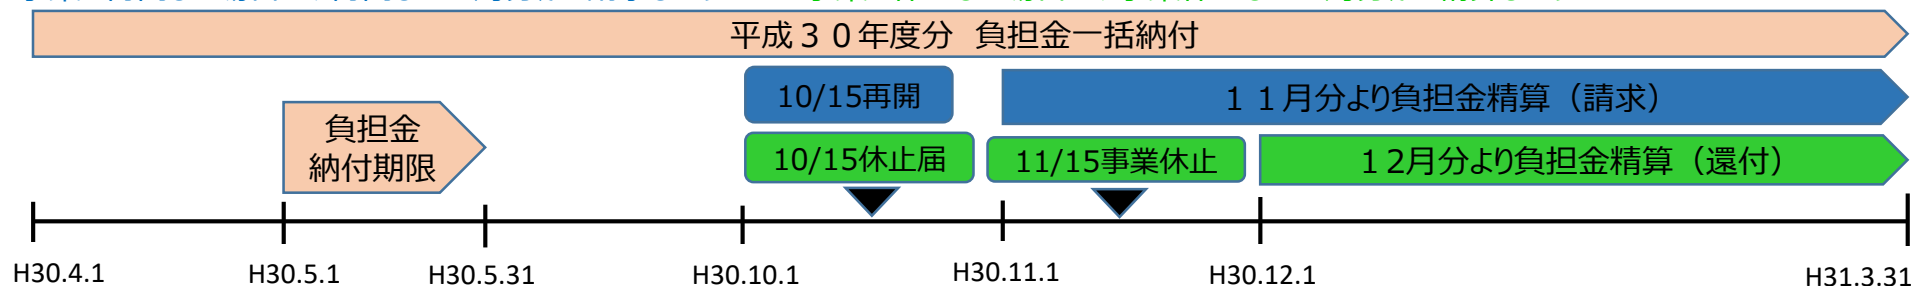 平成３０年度分 負担金一括納付
10/15再開
１１月分より負担金精算（請求）
負担金
納付期限
10/15休止届
11/15事業休止
１２月分より負担金精算（還付）
H30.4.1
H30.5.1
H30.5.31
H30.10.1
H30.11.1
H30.12.1
H31.3.31